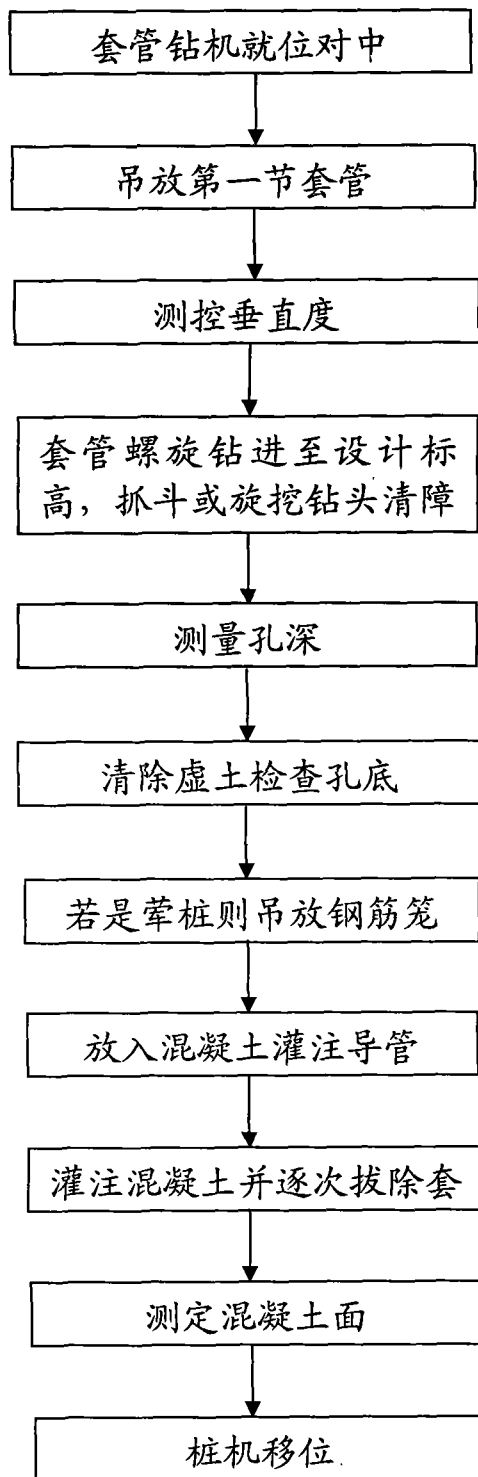 套管钻机就位对中
吊放第一节套管
测控垂直度
套管螺旋钻进至设计标
高，抓斗或旋挖钻头清障
测量孔深
清除虚土检查孔底
若是荤桩则吊放钢筋笼
放入混凝土灌注导管
灌注混凝土并逐次拔除套
测定混凝土面
桩机移位